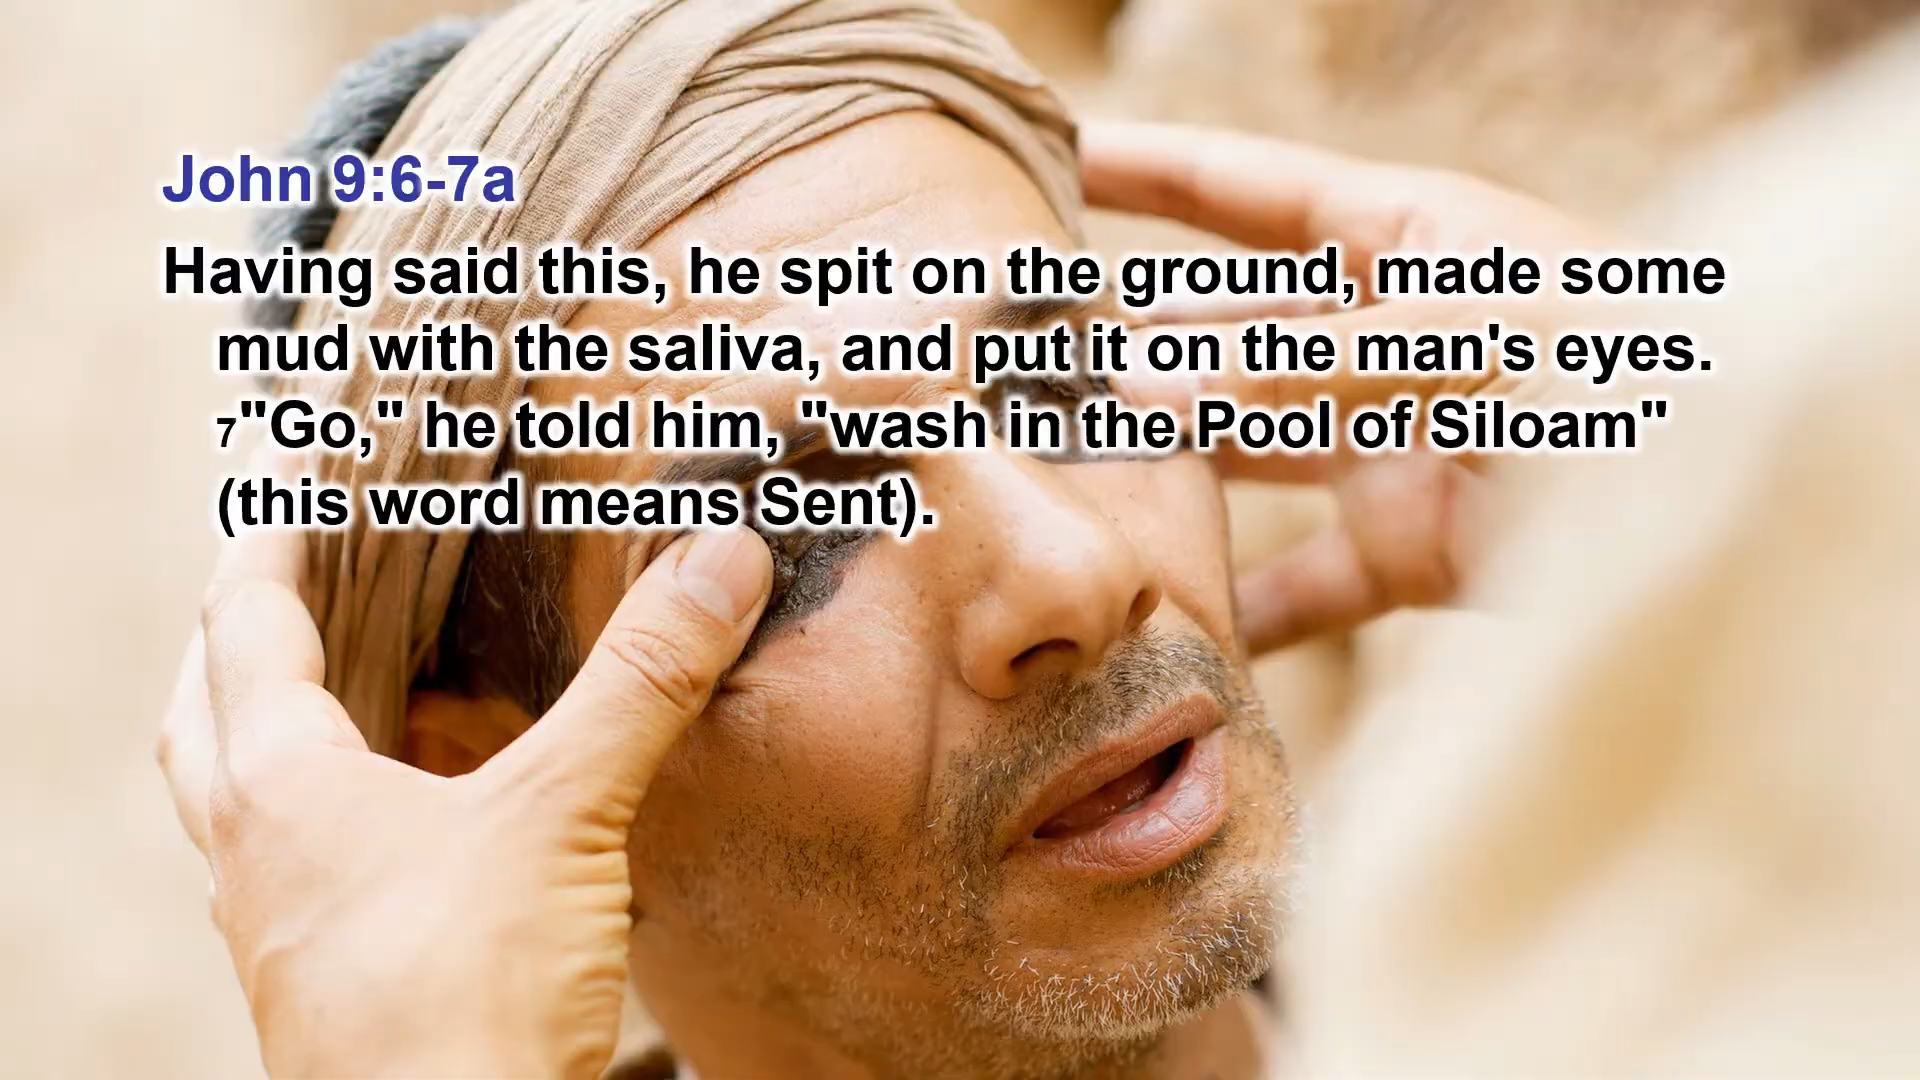 John 9:6-7a
Having said this, he spit on the ground, made some
mud with the saliva, and put it on the man's eyes.
7"Go," he told him, "wash in the Pool of Siloam"
(this word means Sent).